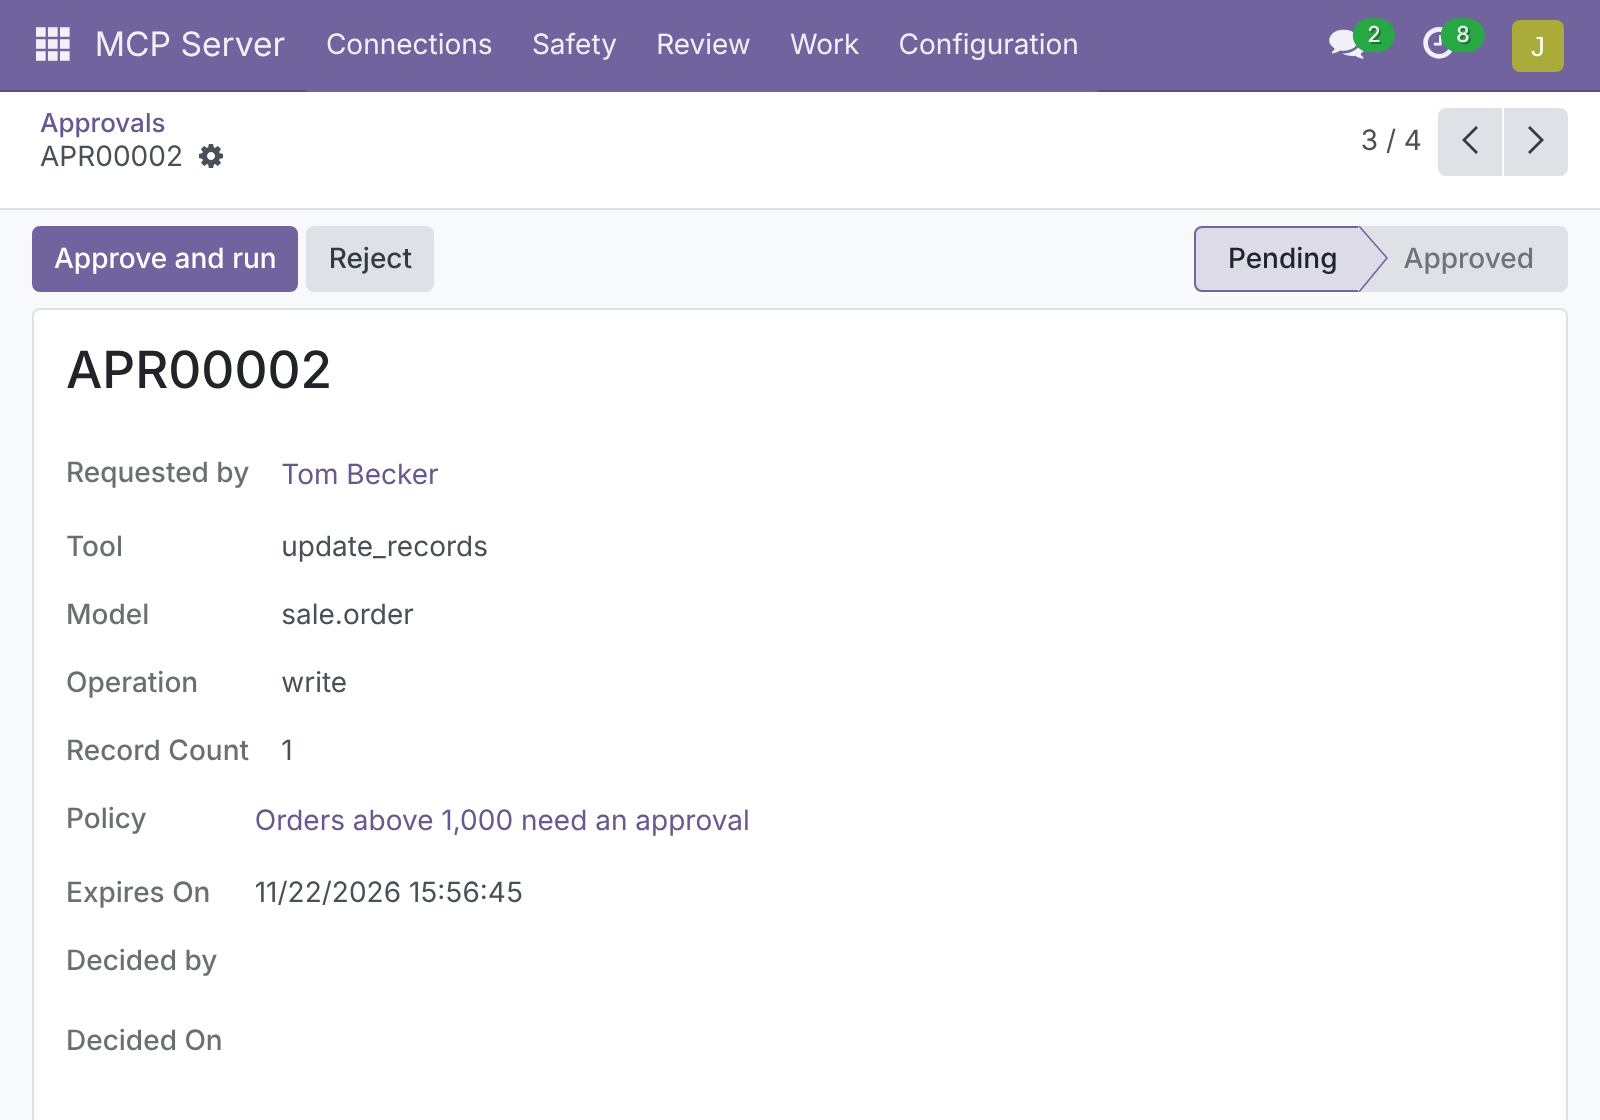 MCP Server Connections Safety Review Work Configuration 2 8 J
Approvals
APR00002
3 / 4
Approve and run Reject Pending Approved
APR00002
Requested by Tom Becker
Tool update_records
Model sale.order
Operation write
Record Count 1
Policy Orders above 1,000 need an approval
Expires On 11/22/2026 15:56:45
Decided by
Decided On